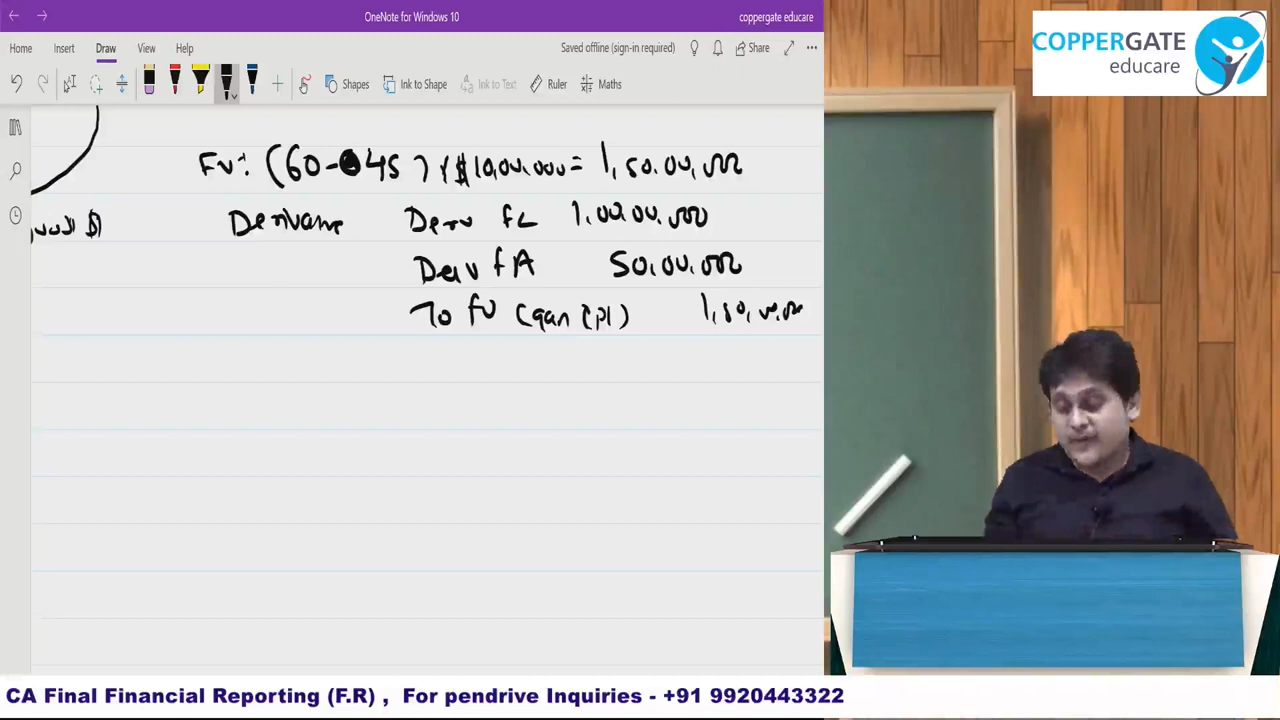 OneNote for Windows 10
coppergate educare
Home Insert Draw View Help
Saved offline (sign-in required)
Share
Shapes
Ink to Shape
Ink to Text
Ruler
Maths
COPPERGATE
educare
FV: (60-45) x $10,00,000 = 1,50,00,000
$
Derivative Deriv FL 1,00,00,000
Deriv FA 50,00,000
To FV (gain (Pl) 1,50,00,000
CA Final Financial Reporting (F.R) , For pendrive Inquiries - +91 9920443322